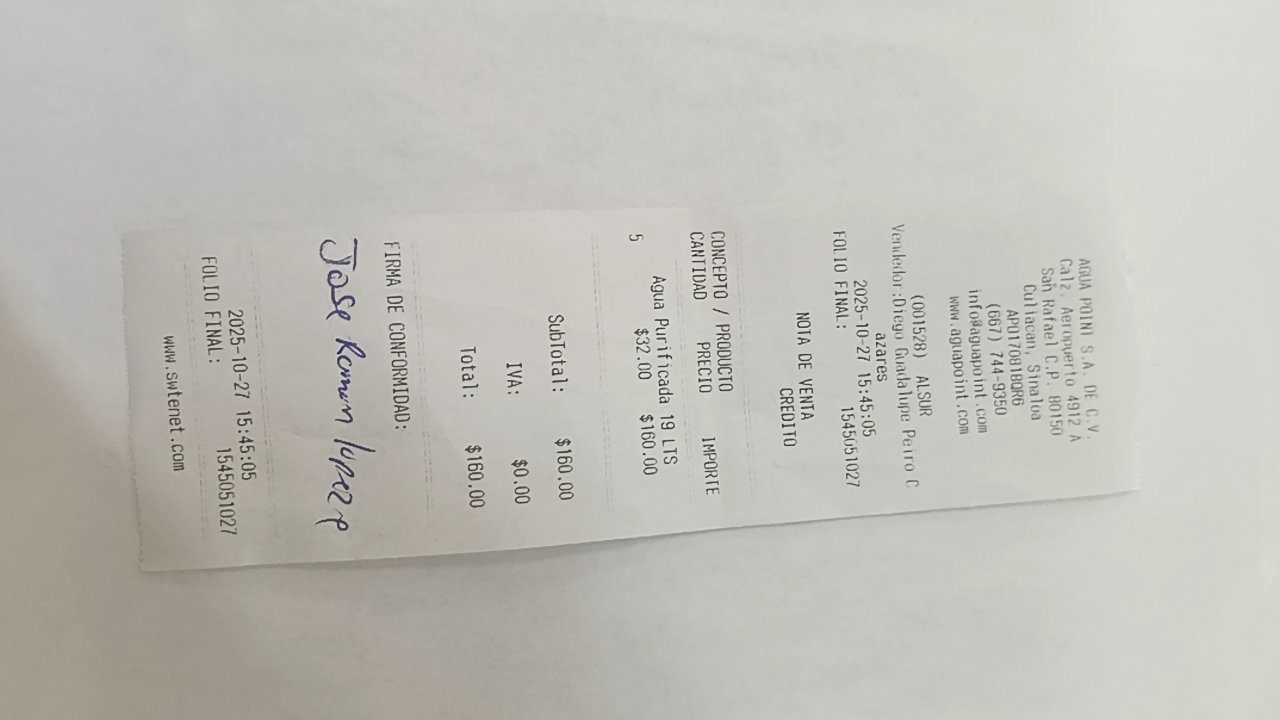 AGUA POINT S.A. DE C.V.
Calz. Aeropuerto 4912 A
San Rafael C.P. 80150
Culiacan, Sinaloa
APO170818QR6
(667) 744-9350
info@aguapoint.com
www.aguapoint.com
(001528) ALSUR
Vendedor:Diego Guadalupe Peiro C
azares
2025-10-27 15:45:05
FOLIO FINAL: 1545051027
NOTA DE VENTA
CREDITO
CONCEPTO / PRODUCTO
CANTIDAD PRECIO IMPORTE
Agua Purificada 19 LTS
5 $32.00 $160.00
SubTotal: $160.00
IVA: $0.00
Total: $160.00
FIRMA DE CONFORMIDAD:
Jose Ramon lopez p
2025-10-27 15:45:05
FOLIO FINAL: 1545051027
www.swtenet.com